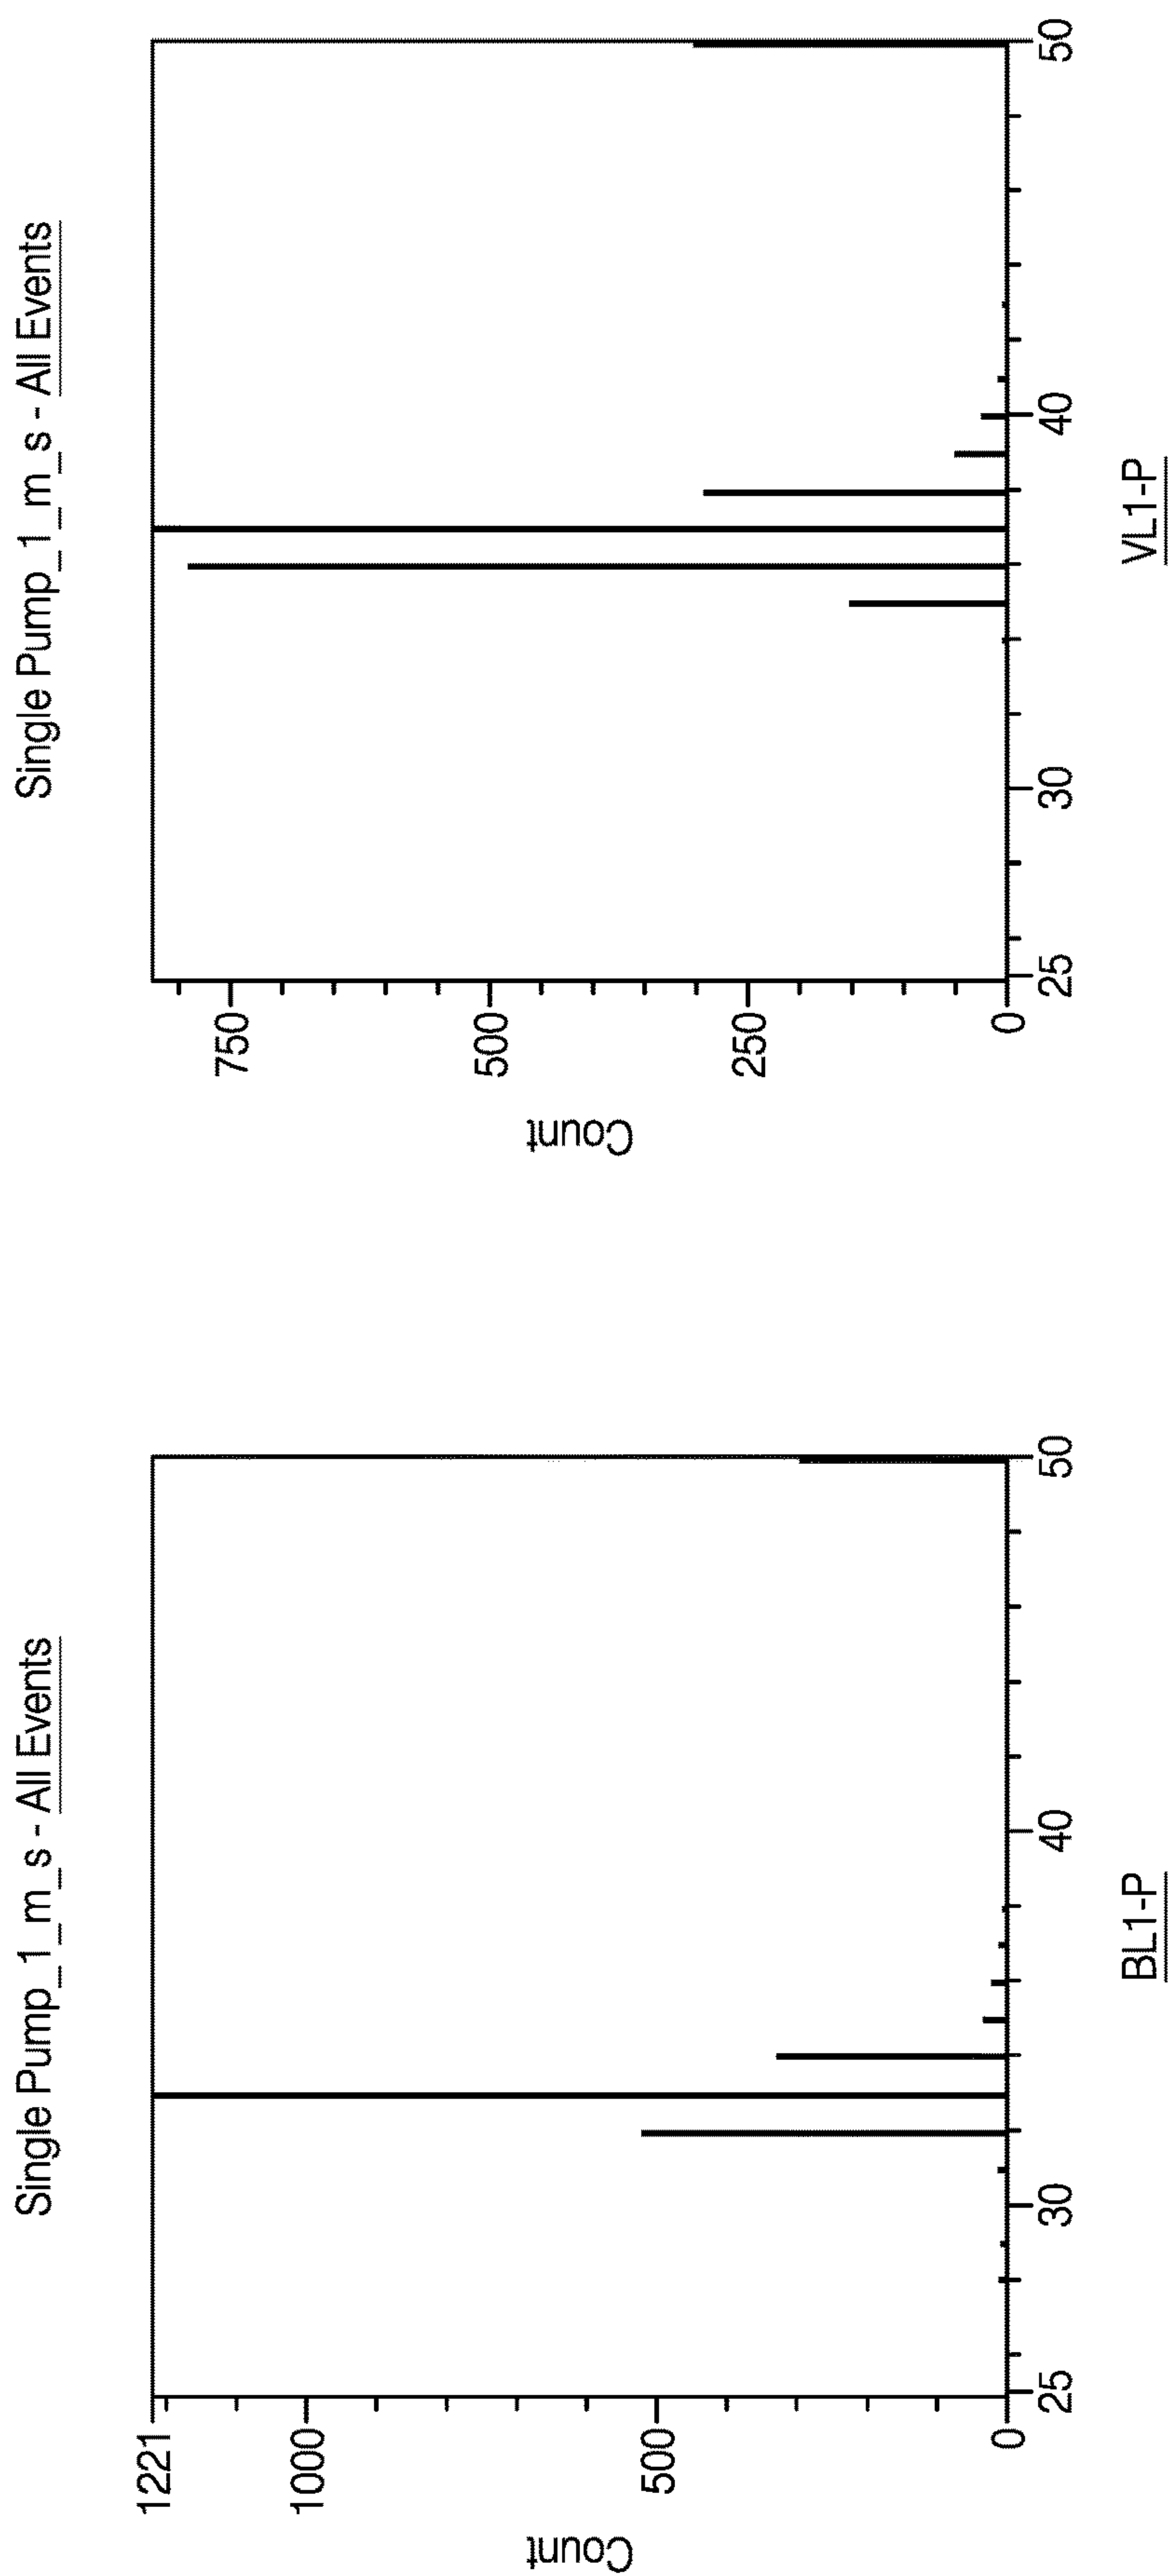 Single Pump_1_m_s - All Events
1221
1000
500
0
Count
25
30
40
50
BL1-P
Single Pump_1_m_s - All Events
750
500
250
0
Count
25
30
40
50
VL1-P